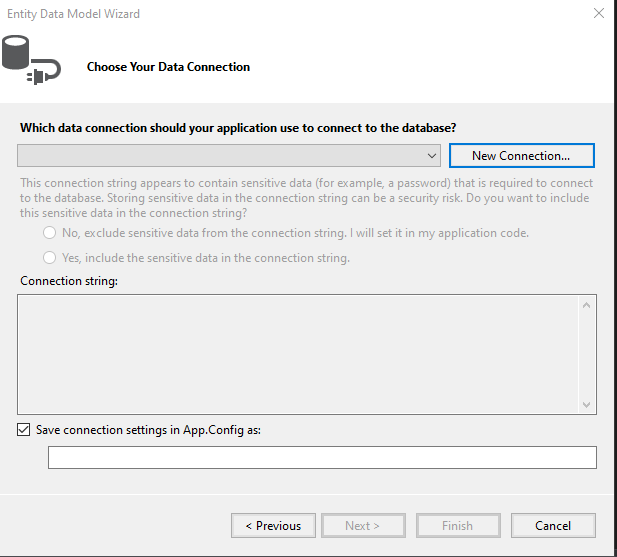 Entity Data Model Wizard
Choose Your Data Connection
Which data connection should your application use to connect to the database?
New Connection...
This connection string appears to contain sensitive data (for example, a password) that is required to connect
to the database. Storing sensitive data in the connection string can be a security risk. Do you want to include
this sensitive data in the connection string?
No, exclude sensitive data from the connection string. I will set it in my application code.
Yes, include the sensitive data in the connection string.
Connection string:
Save connection settings in App.Config as:
< Previous
Next >
Finish
Cancel